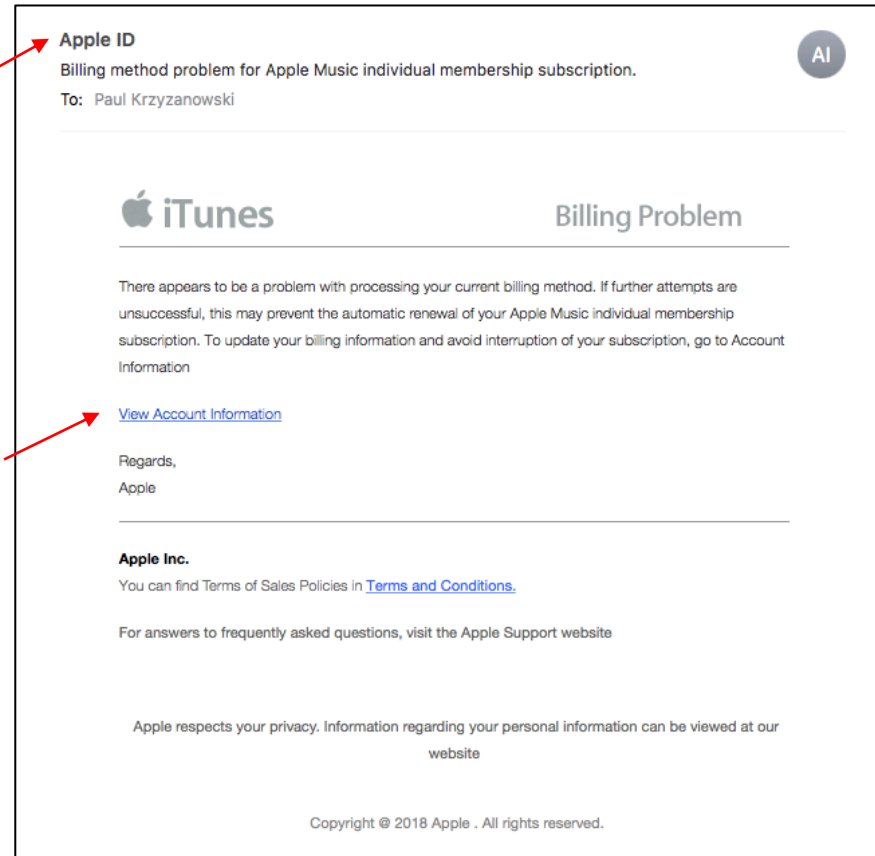 Apple ID
AI
Billing method problem for Apple Music individual membership subscription.
To: Paul Krzyzanowski
iTunes
Billing Problem
There appears to be a problem with processing your current billing method. If further attempts are
unsuccessful, this may prevent the automatic renewal of your Apple Music individual membership
subscription. To update your billing information and avoid interruption of your subscription, go to Account
Information
View Account Information
Regards,
Apple
Apple Inc.
You can find Terms of Sales Policies in Terms and Conditions.
For answers to frequently asked questions, visit the Apple Support website
Apple respects your privacy. Information regarding your personal information can be viewed at our
website
Copyright @ 2018 Apple . All rights reserved.